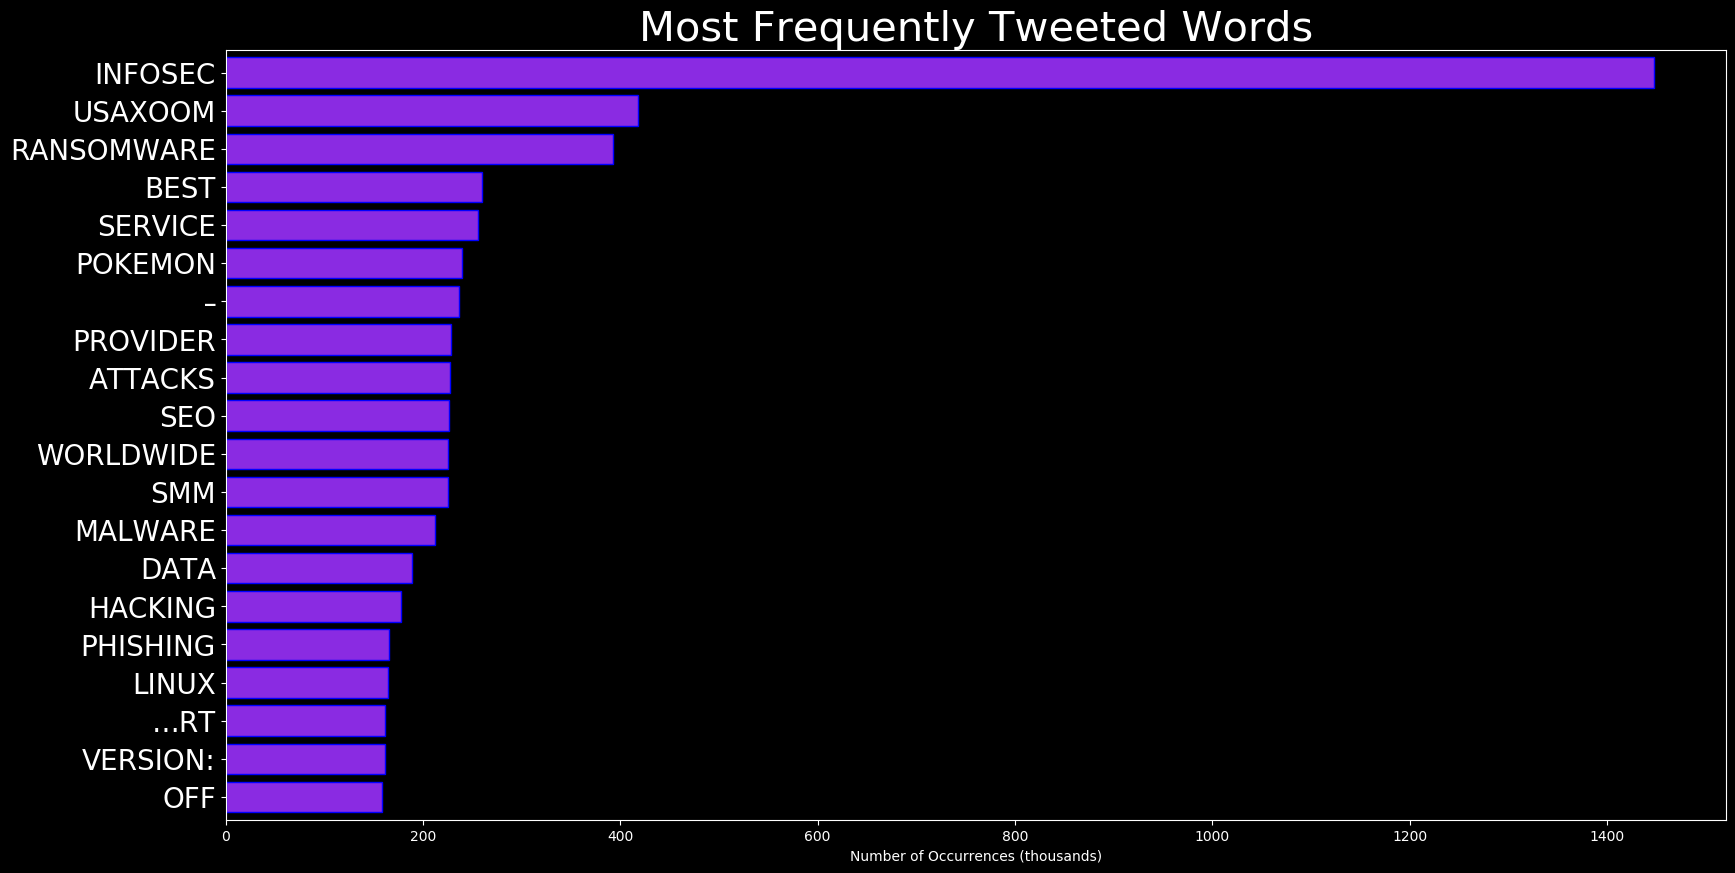 Most Frequently Tweeted Words
INFOSEC
USAXOOM
RANSOMWARE
BEST
SERVICE
POKEMON
–
PROVIDER
ATTACKS
SEO
WORLDWIDE
SMM
MALWARE
DATA
HACKING
PHISHING
LINUX
…RT
VERSION:
OFF
0 200 400 600 800 1000 1200 1400
Number of Occurrences (thousands)